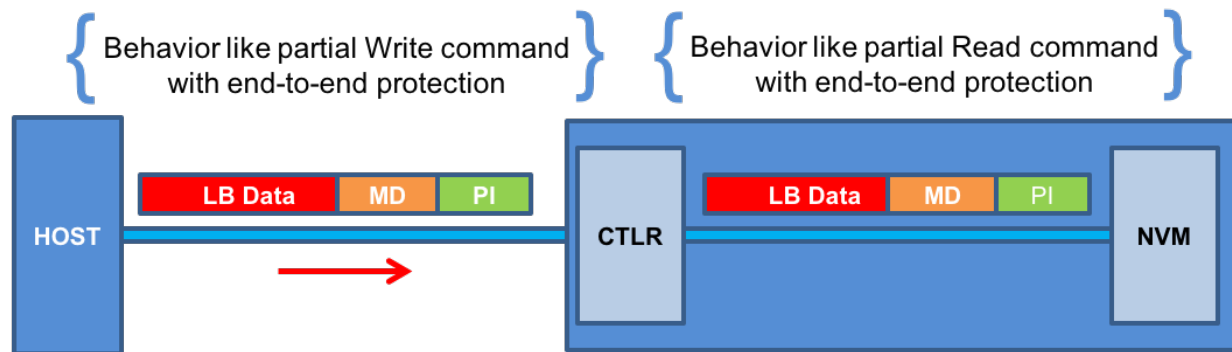 Behavior like partial Write command
with end-to-end protection
Behavior like partial Read command
with end-to-end protection
HOST
LB Data MD PI
CTLR
LB Data MD PI
NVM